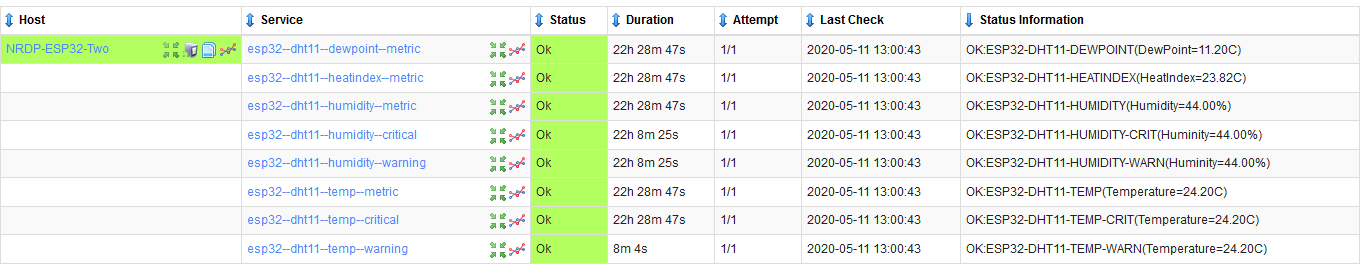 Host Service Status Duration Attempt Last Check Status Information
NRDP-ESP32-Two esp32--dht11--dewpoint--metric Ok 22h 28m 47s 1/1 2020-05-11 13:00:43 OK:ESP32-DHT11-DEWPOINT(DewPoint=11.20C)
esp32--dht11--heatindex--metric Ok 22h 28m 47s 1/1 2020-05-11 13:00:43 OK:ESP32-DHT11-HEATINDEX(HeatIndex=23.82C)
esp32--dht11--humidity--metric Ok 22h 28m 47s 1/1 2020-05-11 13:00:43 OK:ESP32-DHT11-HUMIDITY(Humidity=44.00%)
esp32--dht11--humidity--critical Ok 22h 8m 25s 1/1 2020-05-11 13:00:43 OK:ESP32-DHT11-HUMIDITY-CRIT(Huminity=44.00%)
esp32--dht11--humidity--warning Ok 22h 8m 25s 1/1 2020-05-11 13:00:43 OK:ESP32-DHT11-HUMIDITY-WARN(Huminity=44.00%)
esp32--dht11--temp--metric Ok 22h 28m 47s 1/1 2020-05-11 13:00:43 OK:ESP32-DHT11-TEMP(Temperature=24.20C)
esp32--dht11--temp--critical Ok 22h 28m 47s 1/1 2020-05-11 13:00:43 OK:ESP32-DHT11-TEMP-CRIT(Temperature=24.20C)
esp32--dht11--temp--warning Ok 8m 4s 1/1 2020-05-11 13:00:43 OK:ESP32-DHT11-TEMP-WARN(Temperature=24.20C)